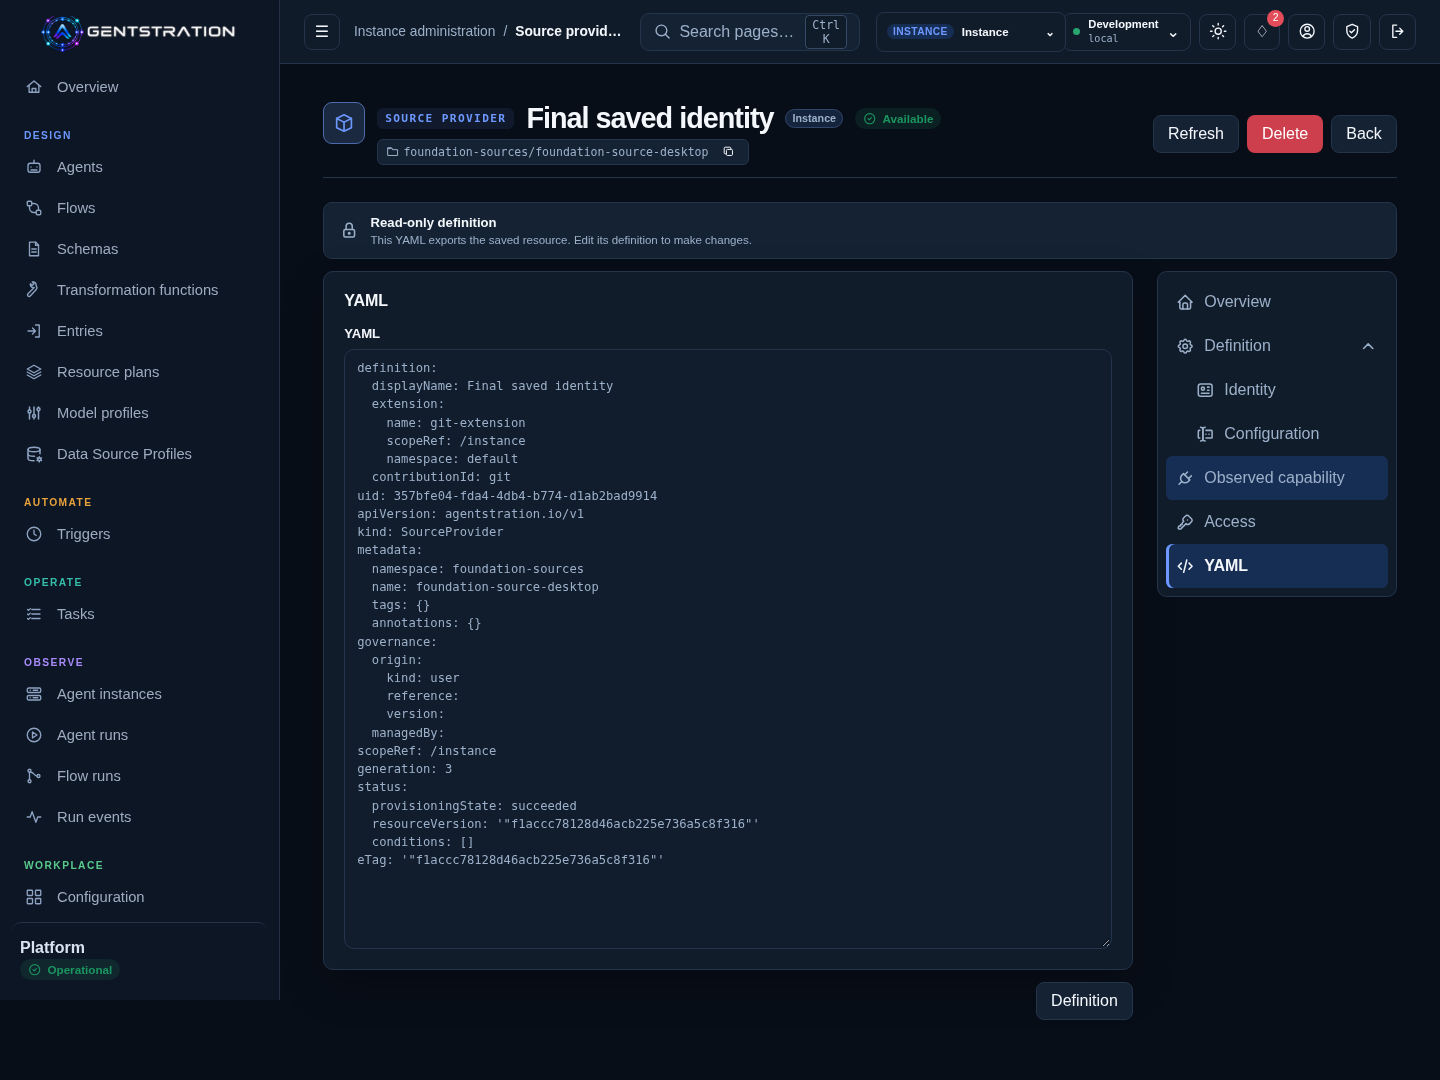 GENTSTRATION
☰
Instance administration / Source provid…
Search pages…
Ctrl K
INSTANCE Instance
Development
local
2
Overview
DESIGN
Agents
Flows
Schemas
Transformation functions
Entries
Resource plans
Model profiles
Data Source Profiles
AUTOMATE
Triggers
OPERATE
Tasks
OBSERVE
Agent instances
Agent runs
Flow runs
Run events
WORKPLACE
Configuration
Platform
Operational
SOURCE PROVIDER Final saved identity Instance Available
foundation-sources/foundation-source-desktop
Refresh Delete Back
Read-only definition
This YAML exports the saved resource. Edit its definition to make changes.
YAML
YAML
definition:
  displayName: Final saved identity
  extension:
    name: git-extension
    scopeRef: /instance
    namespace: default
  contributionId: git
uid: 357bfe04-fda4-4db4-b774-d1ab2bad9914
apiVersion: agentstration.io/v1
kind: SourceProvider
metadata:
  namespace: foundation-sources
  name: foundation-source-desktop
  tags: {}
  annotations: {}
governance:
  origin:
    kind: user
    reference:
    version:
  managedBy:
scopeRef: /instance
generation: 3
status:
  provisioningState: succeeded
  resourceVersion: '"f1accc78128d46acb225e736a5c8f316"'
  conditions: []
eTag: '"f1accc78128d46acb225e736a5c8f316"'
Definition
Overview
Definition
Identity
Configuration
Observed capability
Access
YAML